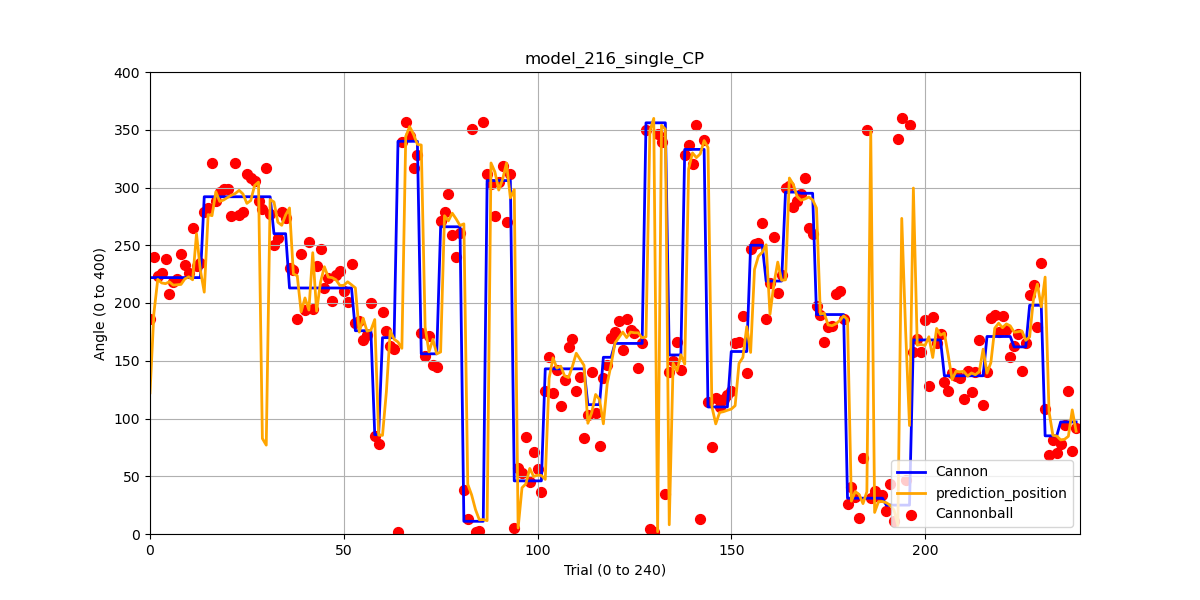 model_216_single_CP
Angle (0 to 400)
400
350
300
250
200
150
100
50
0
0
50
100
150
200
Trial (0 to 240)
Cannon
prediction_position
Cannonball